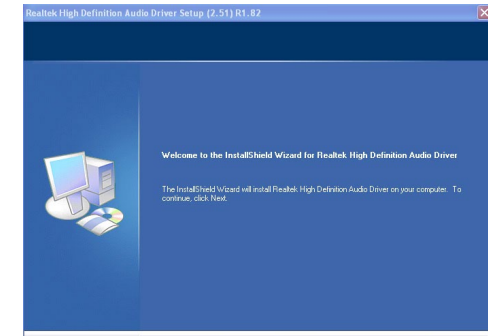 Realtek High Definition Audio Driver Setup (2.51) R1.82
Welcome to the InstallShield Wizard for Realtek High Definition Audio Driver
The InstallShield Wizard will install Realtek High Definition Audio Driver on your computer. To
continue, click Next.